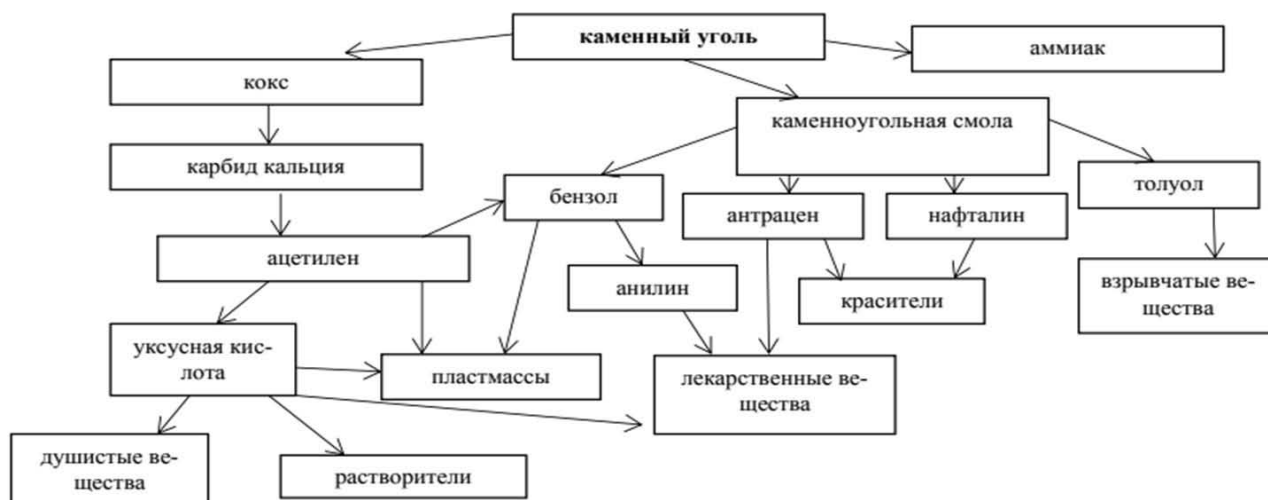 каменный уголь
аммиак
кокс
каменноугольная смола
карбид кальция
толуол
бензол
антрацен
нафталин
ацетилен
анилин
красители
взрывчатые ве-
щества
уксусная кис-
лота
пластмассы
лекарственные ве-
щества
душистые ве-
щества
растворители